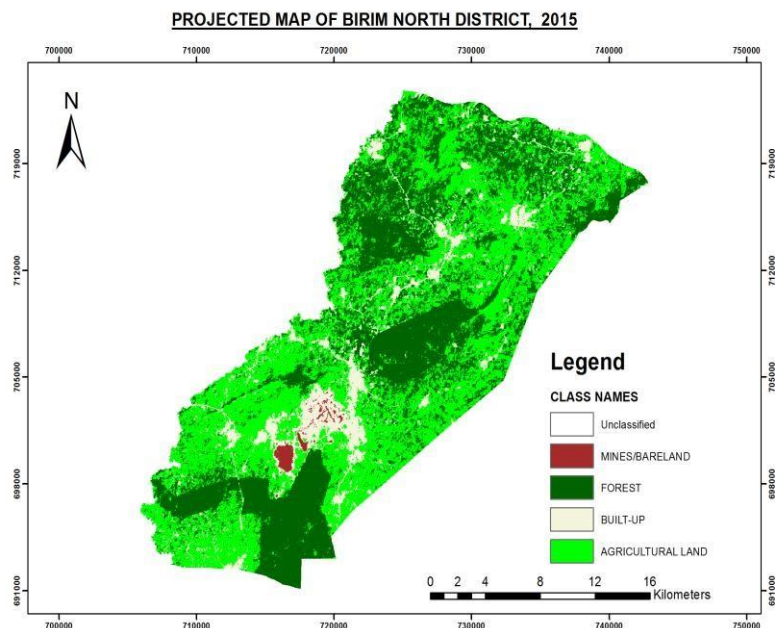 PROJECTED MAP OF BIRIM NORTH DISTRICT, 2015
700000 710000 720000 730000 740000 750000
N
719000 719000
712000 712000
705000 705000
698000 698000
691000 691000
Legend
CLASS NAMES
Unclassified
MINES/BARELAND
FOREST
BUILT-UP
AGRICULTURAL LAND
0 2 4 8 12 16
Kilometers
700000 710000 720000 730000 740000 750000